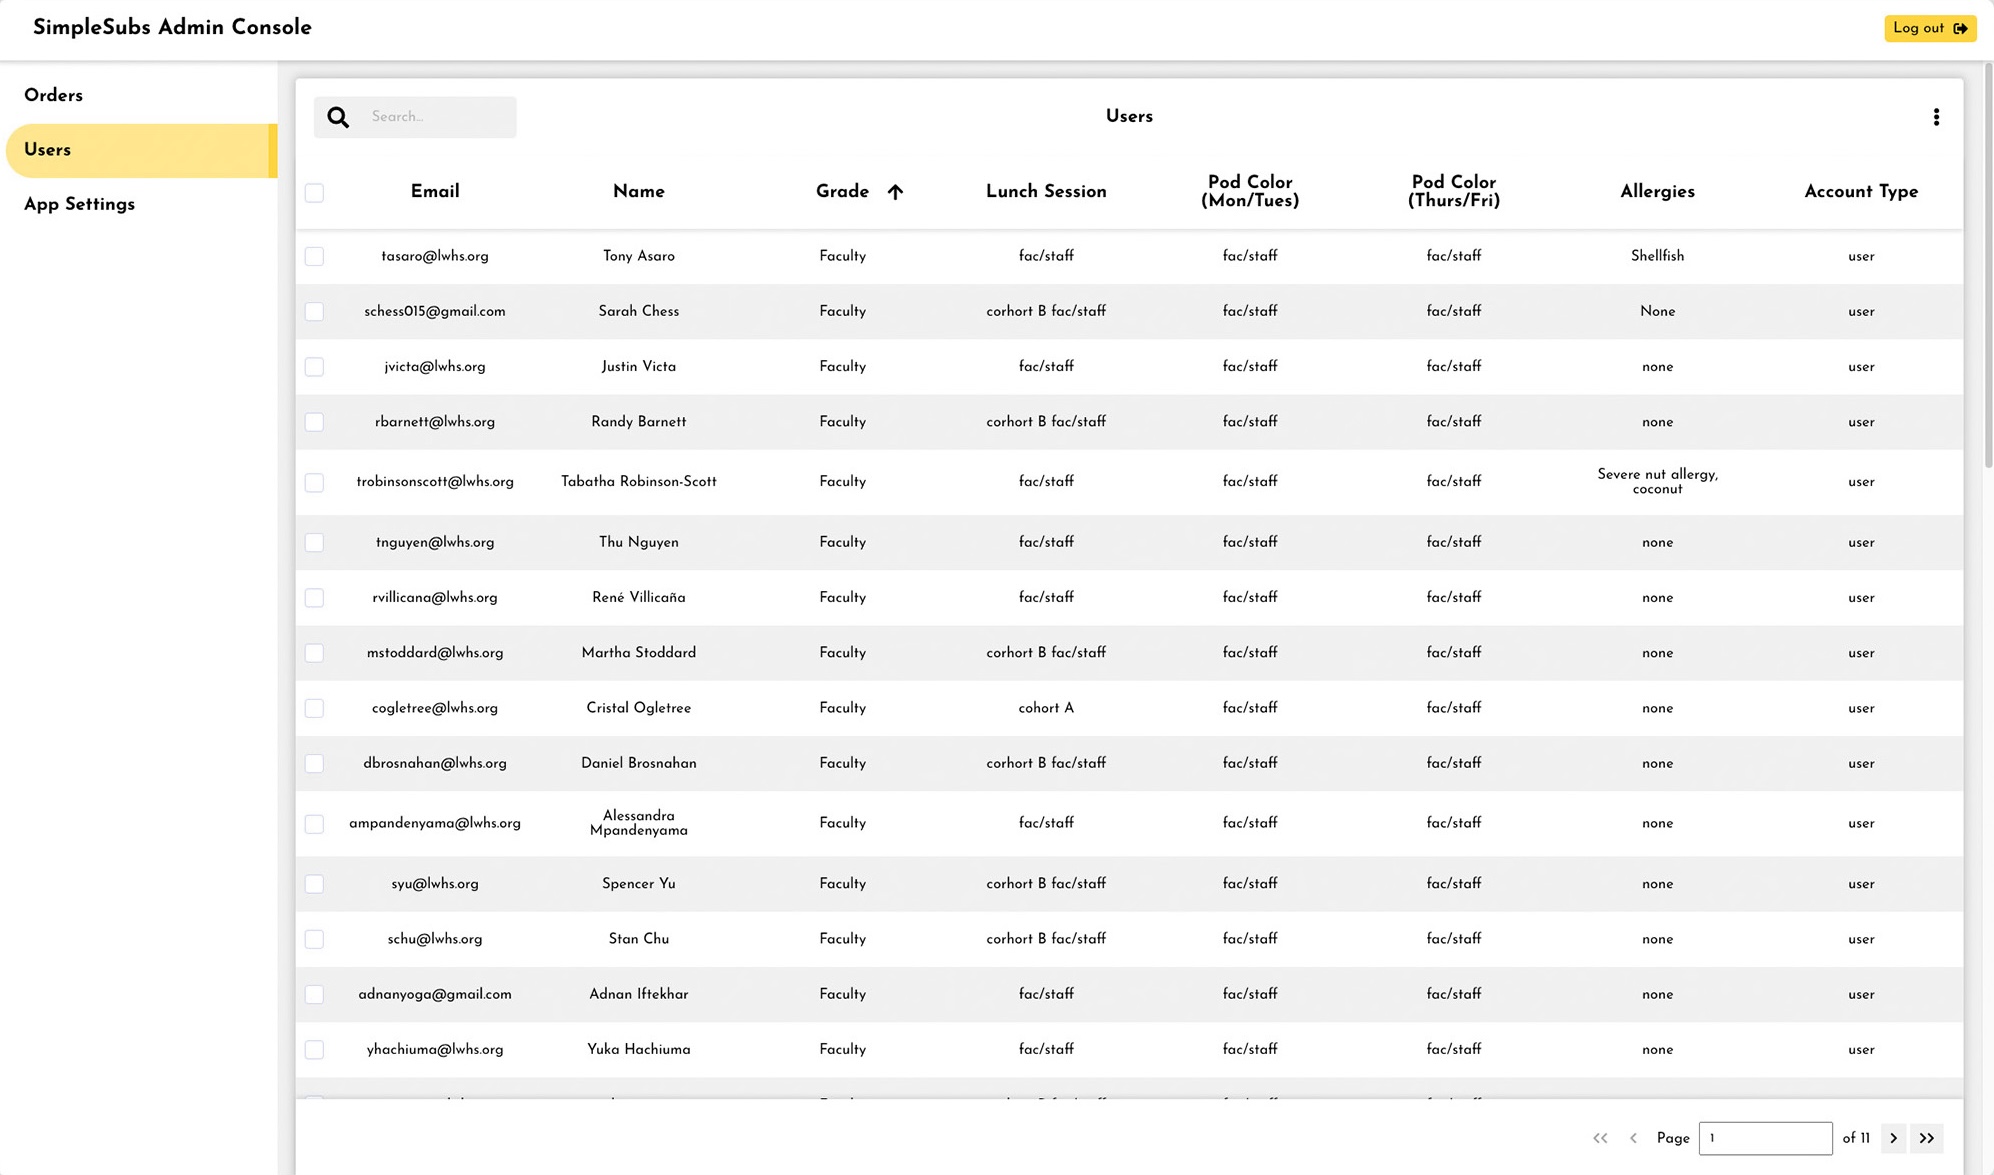 SimpleSubs Admin Console
Log out
Orders
Users
App Settings
Search...
Users
Email Name Grade Lunch Session Pod Color (Mon/Tues) Pod Color (Thurs/Fri) Allergies Account Type
tasaro@lwhs.org Tony Asaro Faculty fac/staff fac/staff fac/staff Shellfish user
schess015@gmail.com Sarah Chess Faculty corhort B fac/staff fac/staff fac/staff None user
jvicta@lwhs.org Justin Victa Faculty fac/staff fac/staff fac/staff none user
rbarnett@lwhs.org Randy Barnett Faculty corhort B fac/staff fac/staff fac/staff none user
trobinsonscott@lwhs.org Tabatha Robinson-Scott Faculty fac/staff fac/staff fac/staff Severe nut allergy, coconut user
tnguyen@lwhs.org Thu Nguyen Faculty fac/staff fac/staff fac/staff none user
rvillicana@lwhs.org René Villicaña Faculty fac/staff fac/staff fac/staff none user
mstoddard@lwhs.org Martha Stoddard Faculty corhort B fac/staff fac/staff fac/staff none user
cogletree@lwhs.org Cristal Ogletree Faculty cohort A fac/staff fac/staff none user
dbrosnahan@lwhs.org Daniel Brosnahan Faculty corhort B fac/staff fac/staff fac/staff none user
ampandenyama@lwhs.org Alessandra Mpandenyama Faculty fac/staff fac/staff fac/staff none user
syu@lwhs.org Spencer Yu Faculty corhort B fac/staff fac/staff fac/staff none user
schu@lwhs.org Stan Chu Faculty corhort B fac/staff fac/staff fac/staff none user
adnanyoga@gmail.com Adnan Iftekhar Faculty fac/staff fac/staff fac/staff none user
yhachiuma@lwhs.org Yuka Hachiuma Faculty fac/staff fac/staff fac/staff none user
Page 1 of 11